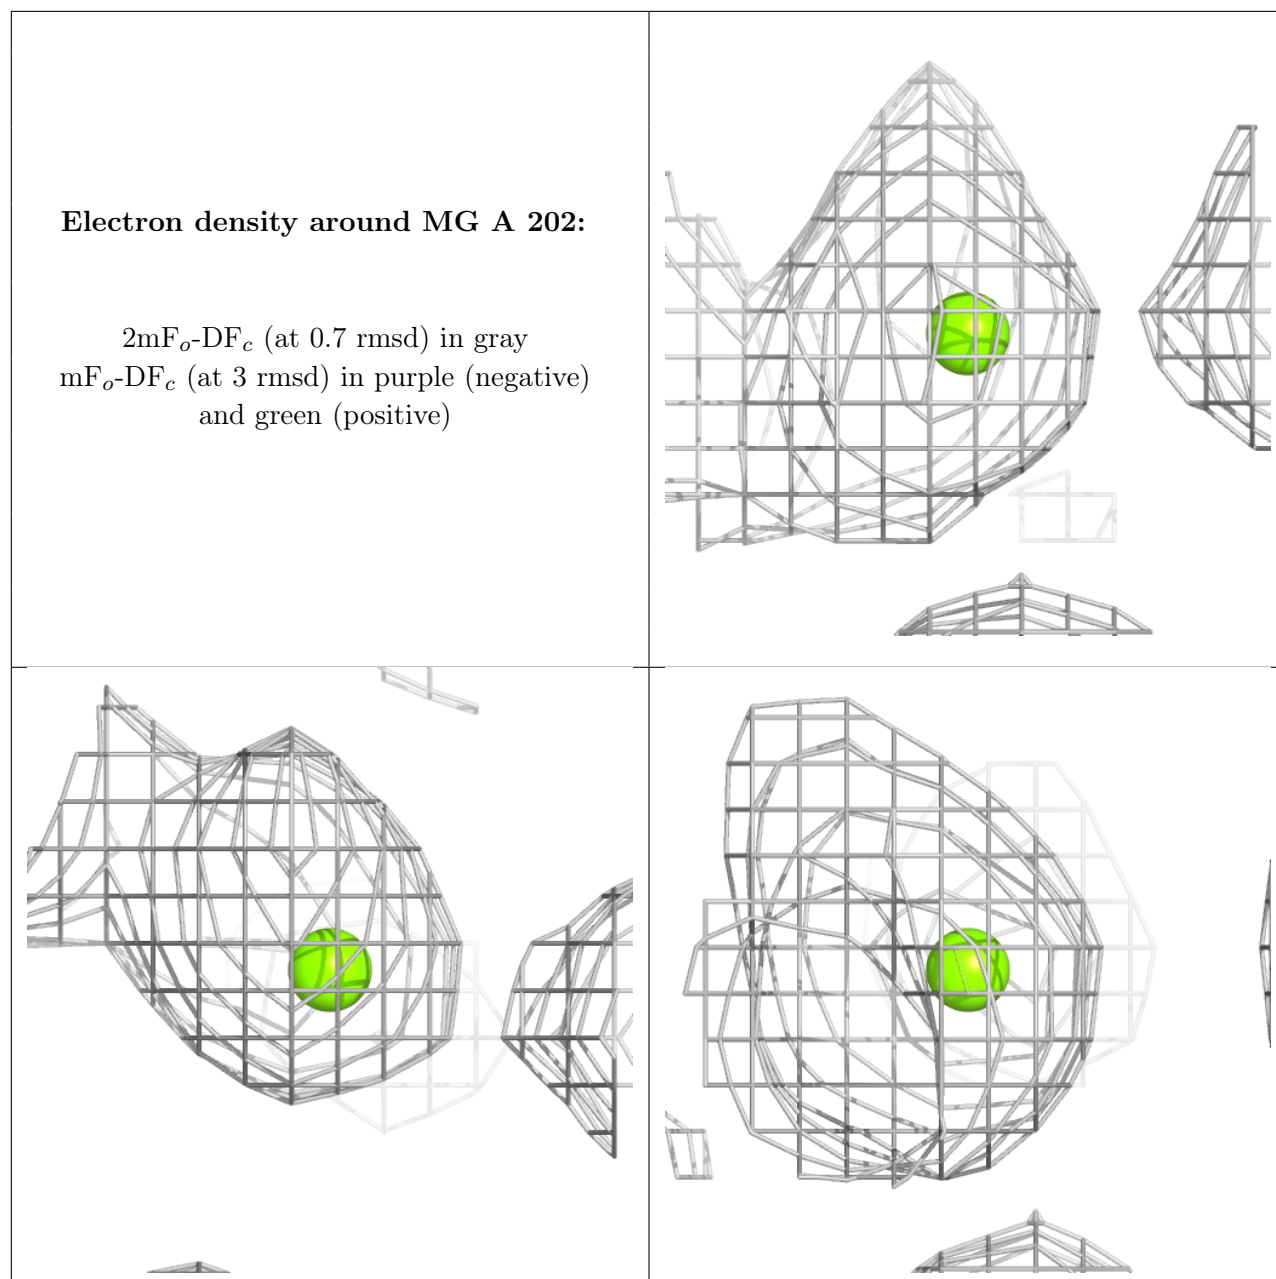 Electron density around MG A 202:
2mFo-DFc (at 0.7 rmsd) in gray
mFo-DFc (at 3 rmsd) in purple (negative)
and green (positive)